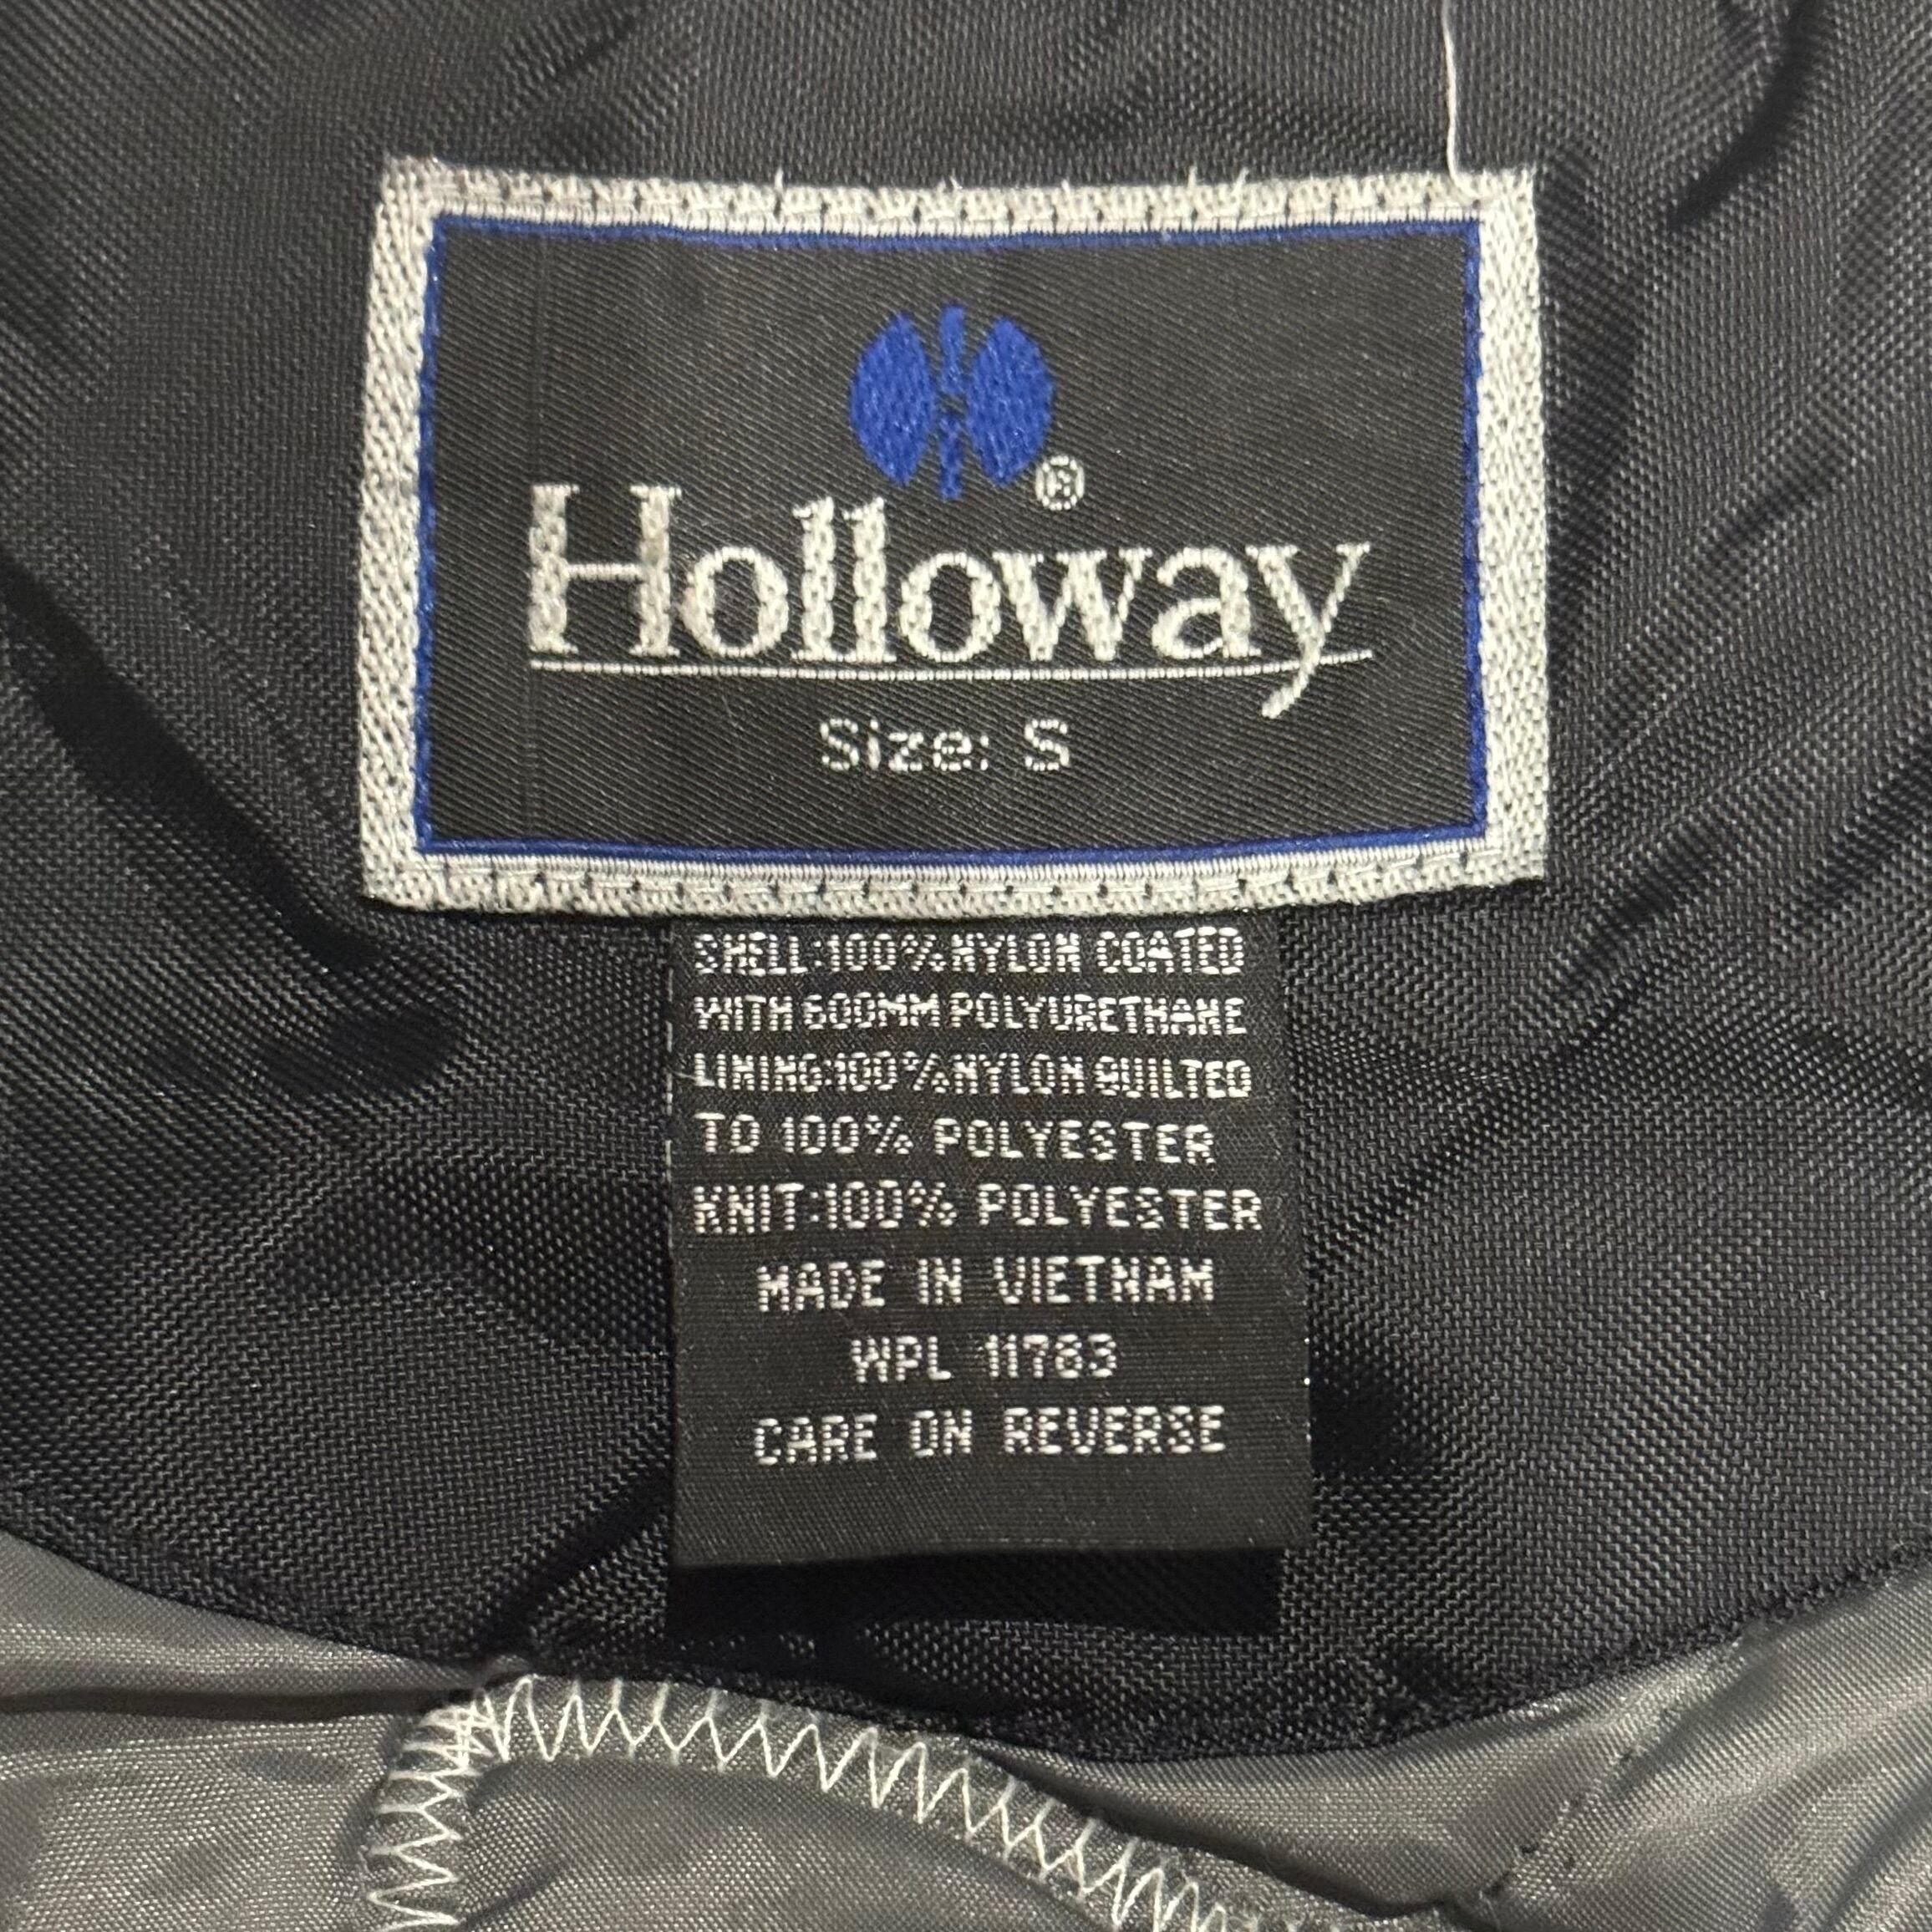 ®
Holloway
Size: S
SHELL:100%NYLON COATED
WITH 600MM POLYURETHANE
LINING:100%NYLON QUILTED
TO 100% POLYESTER
KNIT:100% POLYESTER
MADE IN VIETNAM
WPL 11783
CARE ON REVERSE